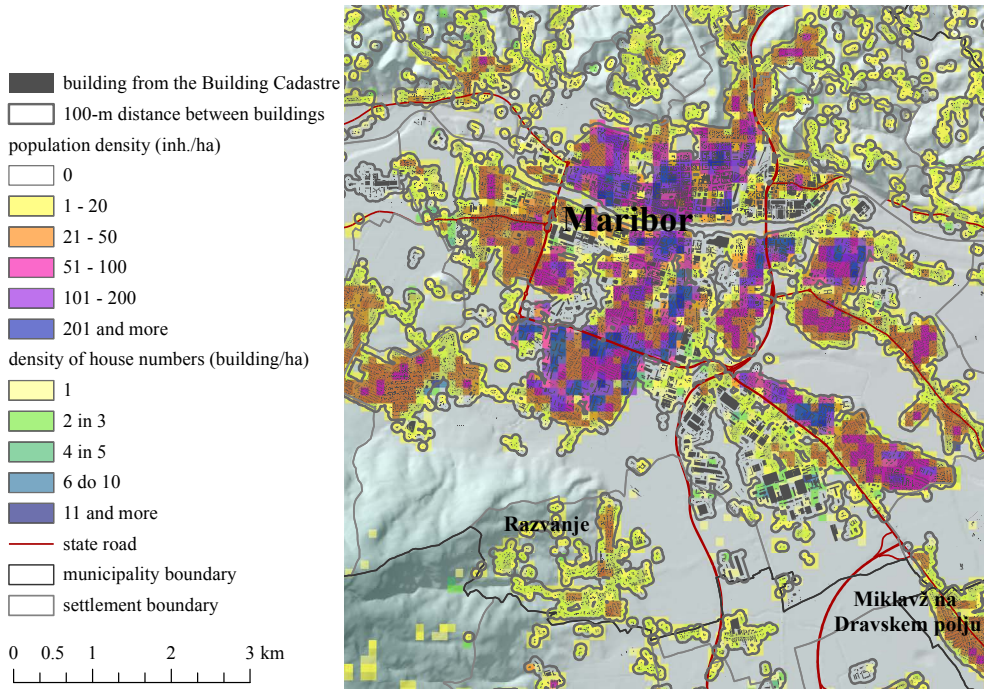 building from the Building Cadastre
100-m distance between buildings
population density (inh./ha)
0
1 - 20
21 - 50
51 - 100
101 - 200
201 and more
density of house numbers (building/ha)
1
2 in 3
4 in 5
6 do 10
11 and more
state road
municipality boundary
settlement boundary
0 0.5 1 2 3 km
Maribor
Razvanje
Miklavž na
Dravskem polju